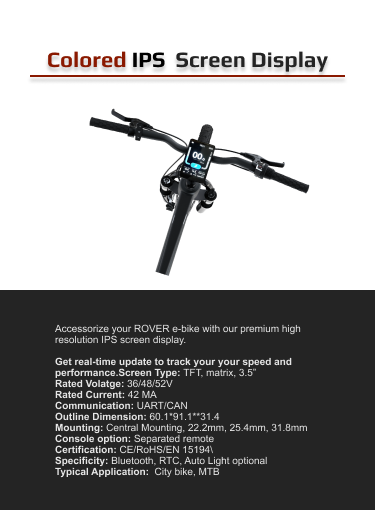 Colored IPS Screen Display
00
Accessorize your ROVER e-bike with our premium high
resolution IPS screen display.
Get real-time update to track your your speed and
performance.Screen Type: TFT, matrix, 3.5”
Rated Volatge: 36/48/52V
Rated Current: 42 MA
Communication: UART/CAN
Outline Dimension: 60.1*91.1**31.4
Mounting: Central Mounting, 22.2mm, 25.4mm, 31.8mm
Console option: Separated remote
Certification: CE/RoHS/EN 15194\
Specificity: Bluetooth, RTC, Auto Light optional
Typical Application: City bike, MTB